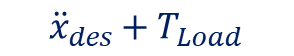 ẍ_des + T_Load